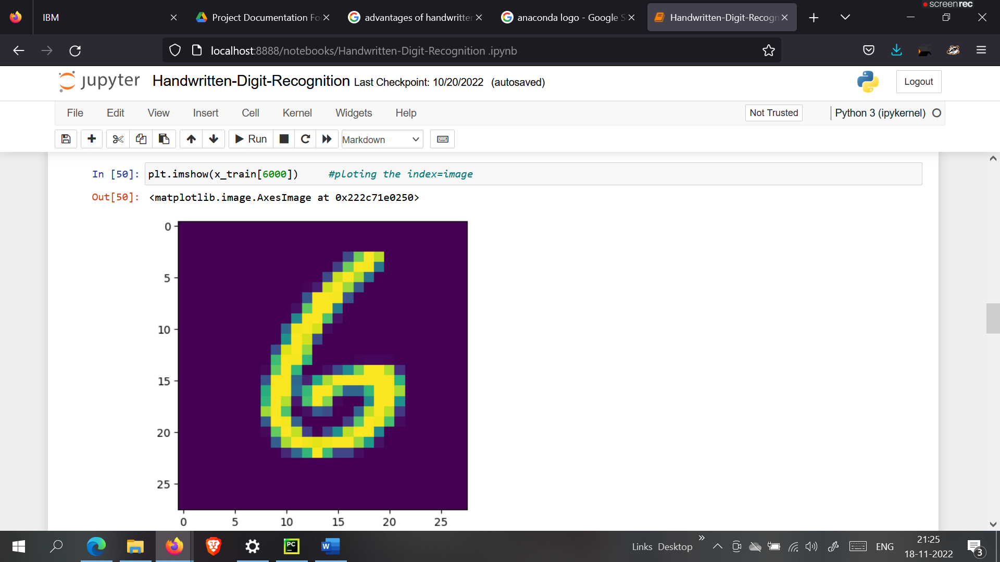 screenrec
IBM
Project Documentation Fo
advantages of handwritter
anaconda logo - Google S
Handwritten-Digit-Recogn
localhost:8888/notebooks/Handwritten-Digit-Recognition .ipynb
jupyter Handwritten-Digit-Recognition Last Checkpoint: 10/20/2022 (autosaved)
Logout
File Edit View Insert Cell Kernel Widgets Help
Not Trusted
Python 3 (ipykernel)
Run
Markdown
In [50]: plt.imshow(x_train[6000]) #ploting the index=image
Out[50]: <matplotlib.image.AxesImage at 0x222c71e0250>
0
5
10
15
20
25
0 5 10 15 20 25
6
PC
W
Links Desktop
ENG
21:25
18-11-2022
3